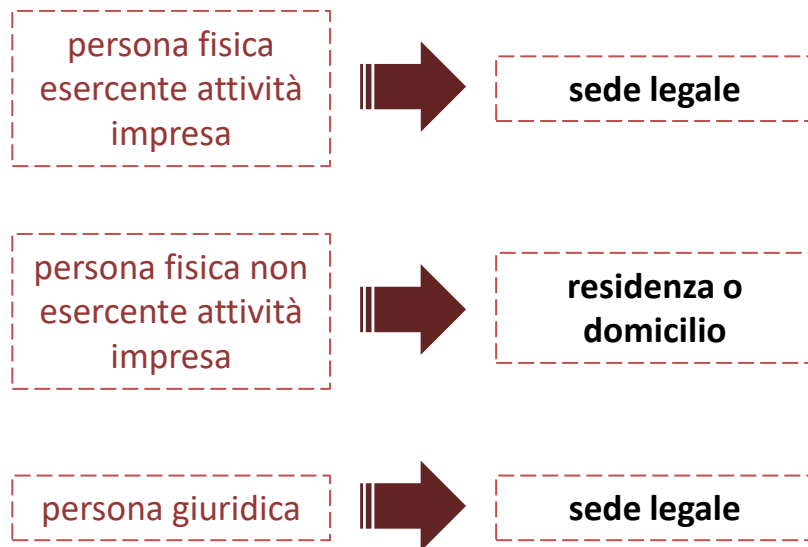 persona fisica
esercente attività
impresa
sede legale
persona fisica non
esercente attività
impresa
residenza o
domicilio
persona giuridica
sede legale